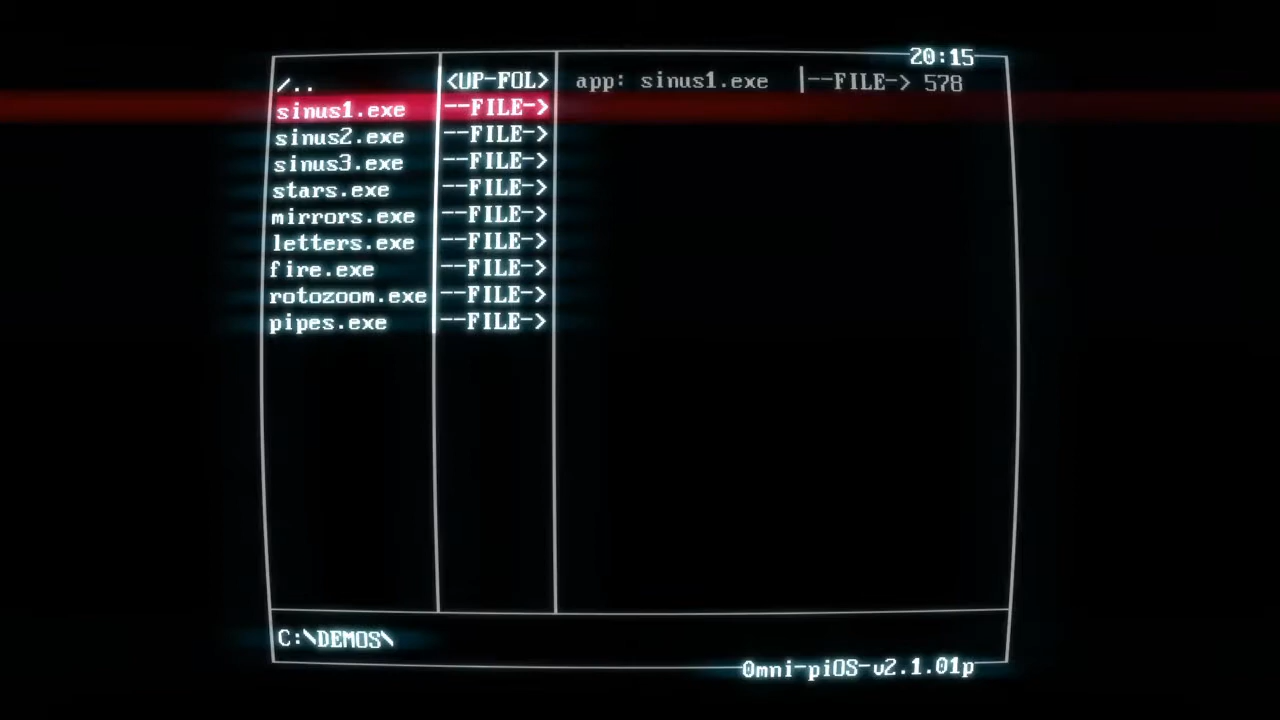 20:15
/.. <UP-FOL> app: sinus1.exe |--FILE-> 578
sinus1.exe --FILE->
sinus2.exe --FILE->
sinus3.exe --FILE->
stars.exe --FILE->
mirrors.exe --FILE->
letters.exe --FILE->
fire.exe --FILE->
rotozoom.exe --FILE->
pipes.exe --FILE->
C:\DEMOS\
0mni-piOS-v2.1.01p